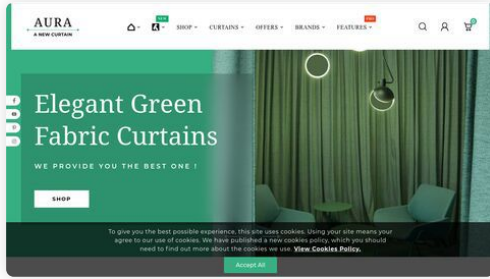 AURA
A NEW CURTAIN
NEW
SHOP
CURTAINS
OFFERS
BRANDS
FEATURES
Elegant Green
Fabric Curtains
WE PROVIDE YOU THE BEST ONE !
SHOP
To give you the best possible experience, this site uses cookies. Using your site means your
agree to our use of cookies. We have published a new cookies policy, which you should
need to find out more about the cookies we use. View Cookies Policy.
Accept All